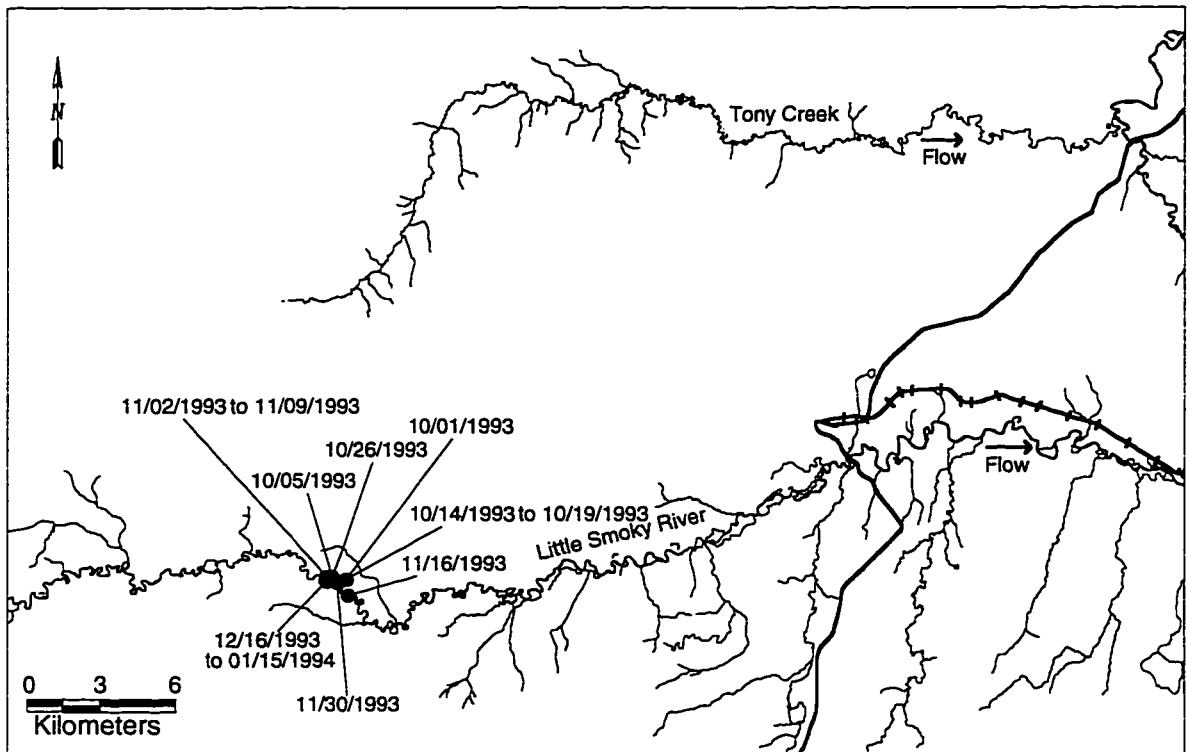 N
Tony Creek
Flow
11/02/1993 to 11/09/1993
10/01/1993
10/26/1993
10/05/1993
Flow
10/14/1993 to 10/19/1993
Little Smoky River
11/16/1993
12/16/1993
to 01/15/1994
11/30/1993
0 3 6
Kilometers